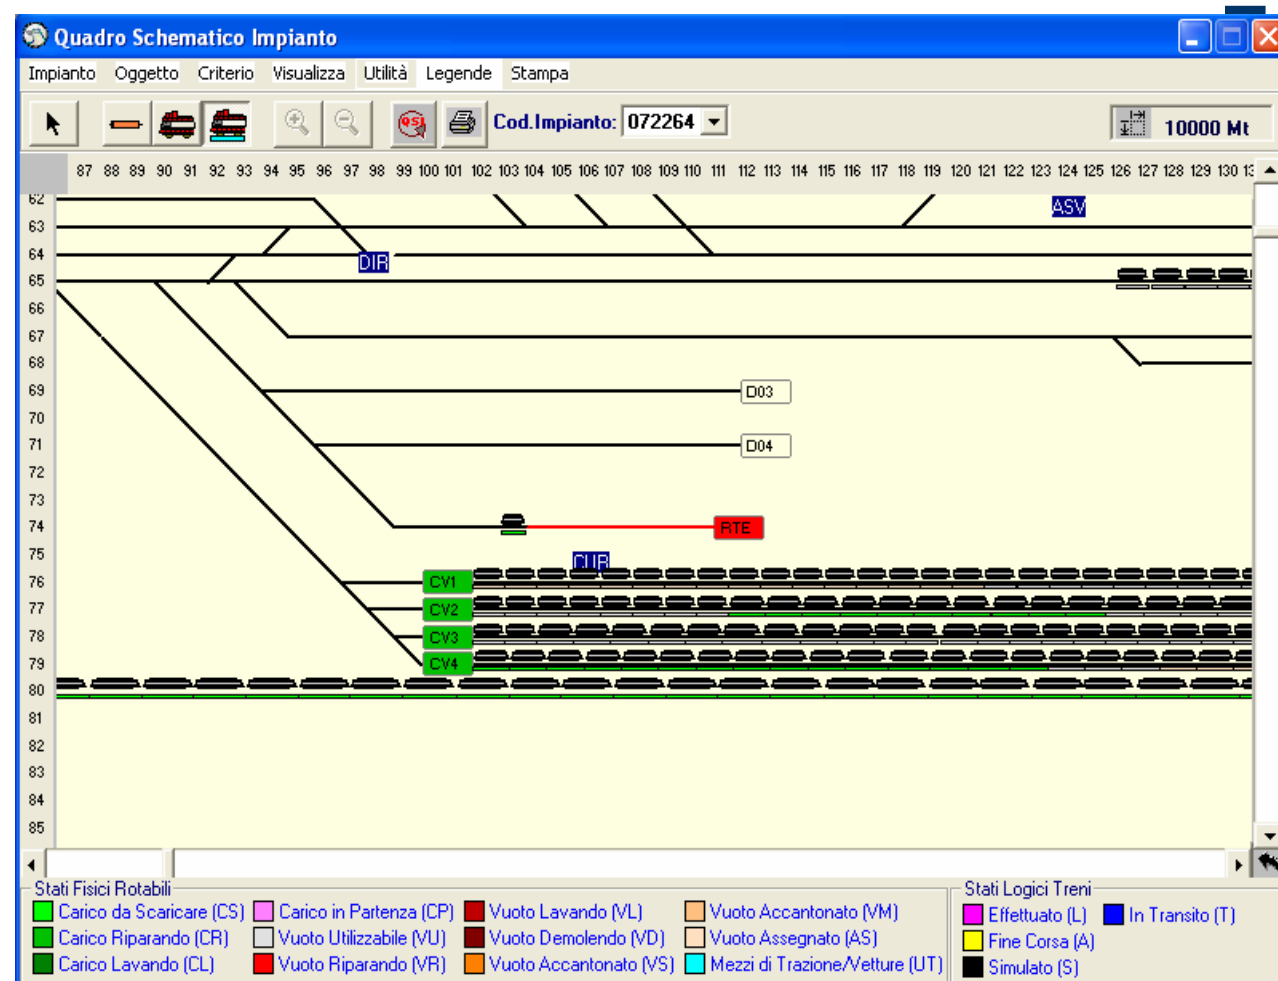 Quadro Schematico Impianto
Impianto Oggetto Criterio Visualizza Utilità Legende Stampa
Cod.Impianto: 072264 10000 Mt
87 88 89 90 91 92 93 94 95 96 97 98 99 100 101 102 103 104 105 106 107 108 109 110 111 112 113 114 115 116 117 118 119 120 121 122 123 124 125 126 127 128 129 130
62
ASV
63
64
DIR
65
66
67
68
69 D03
70
71 D04
72
73
74 RTE
75
CUR
76 CV1
77 CV2
78 CV3
79 CV4
80
81
82
83
84
85
Stati Fisici Rotabili
Carico da Scaricare (CS) Carico in Partenza (CP) Vuoto Lavando (VL) Vuoto Accantonato (VM)
Carico Riparando (CR) Vuoto Utilizzabile (VU) Vuoto Demolendo (VD) Vuoto Assegnato (AS)
Carico Lavando (CL) Vuoto Riparando (VR) Vuoto Accantonato (VS) Mezzi di Trazione/Vetture (UT)
Stati Logici Treni
Effettuato (L) In Transito (T)
Fine Corsa (A)
Simulato (S)